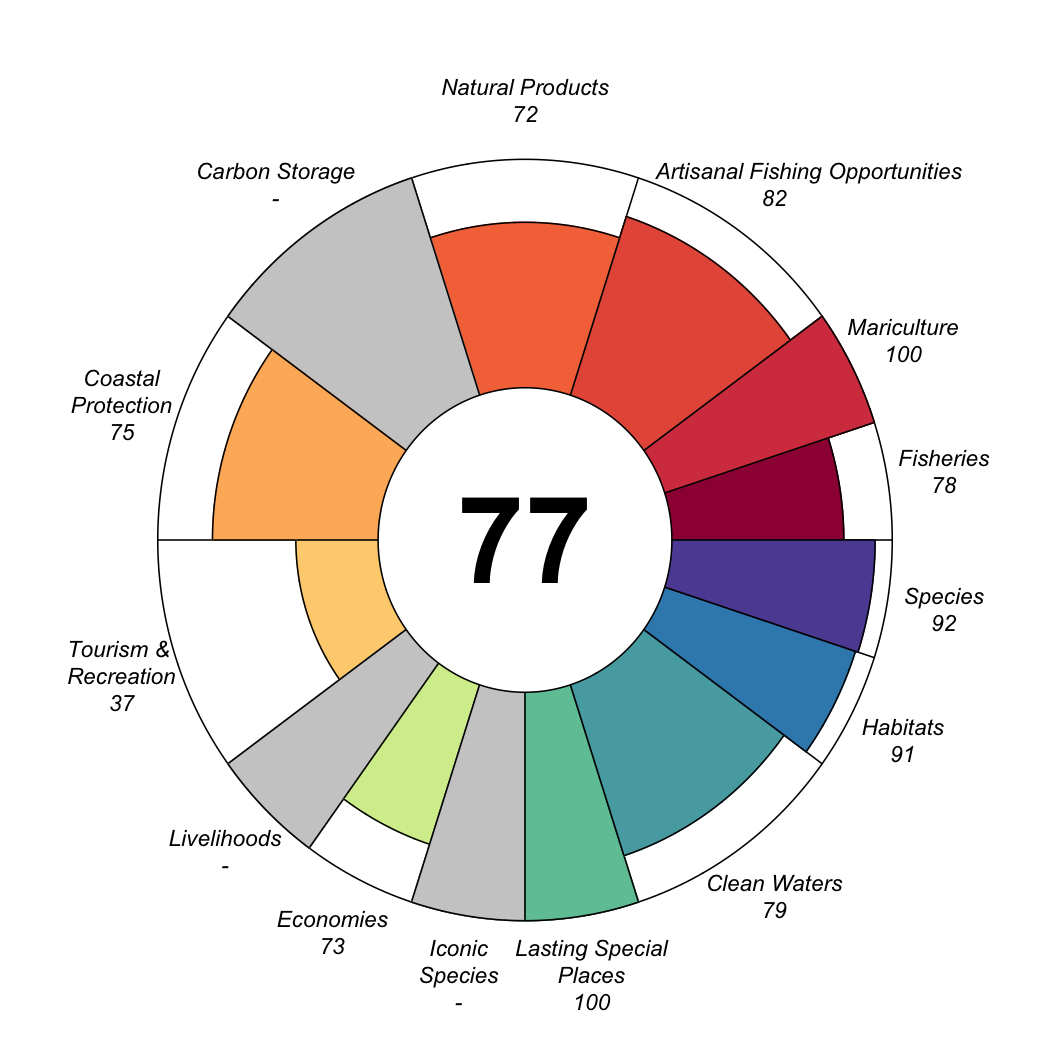 Natural Products
72
Artisanal Fishing Opportunities
82
Mariculture
100
Fisheries
78
Species
92
Habitats
91
Clean Waters
79
Lasting Special
Places
100
Iconic
Species
-
Economies
73
Livelihoods
-
Tourism &
Recreation
37
Coastal
Protection
75
Carbon Storage
-
77